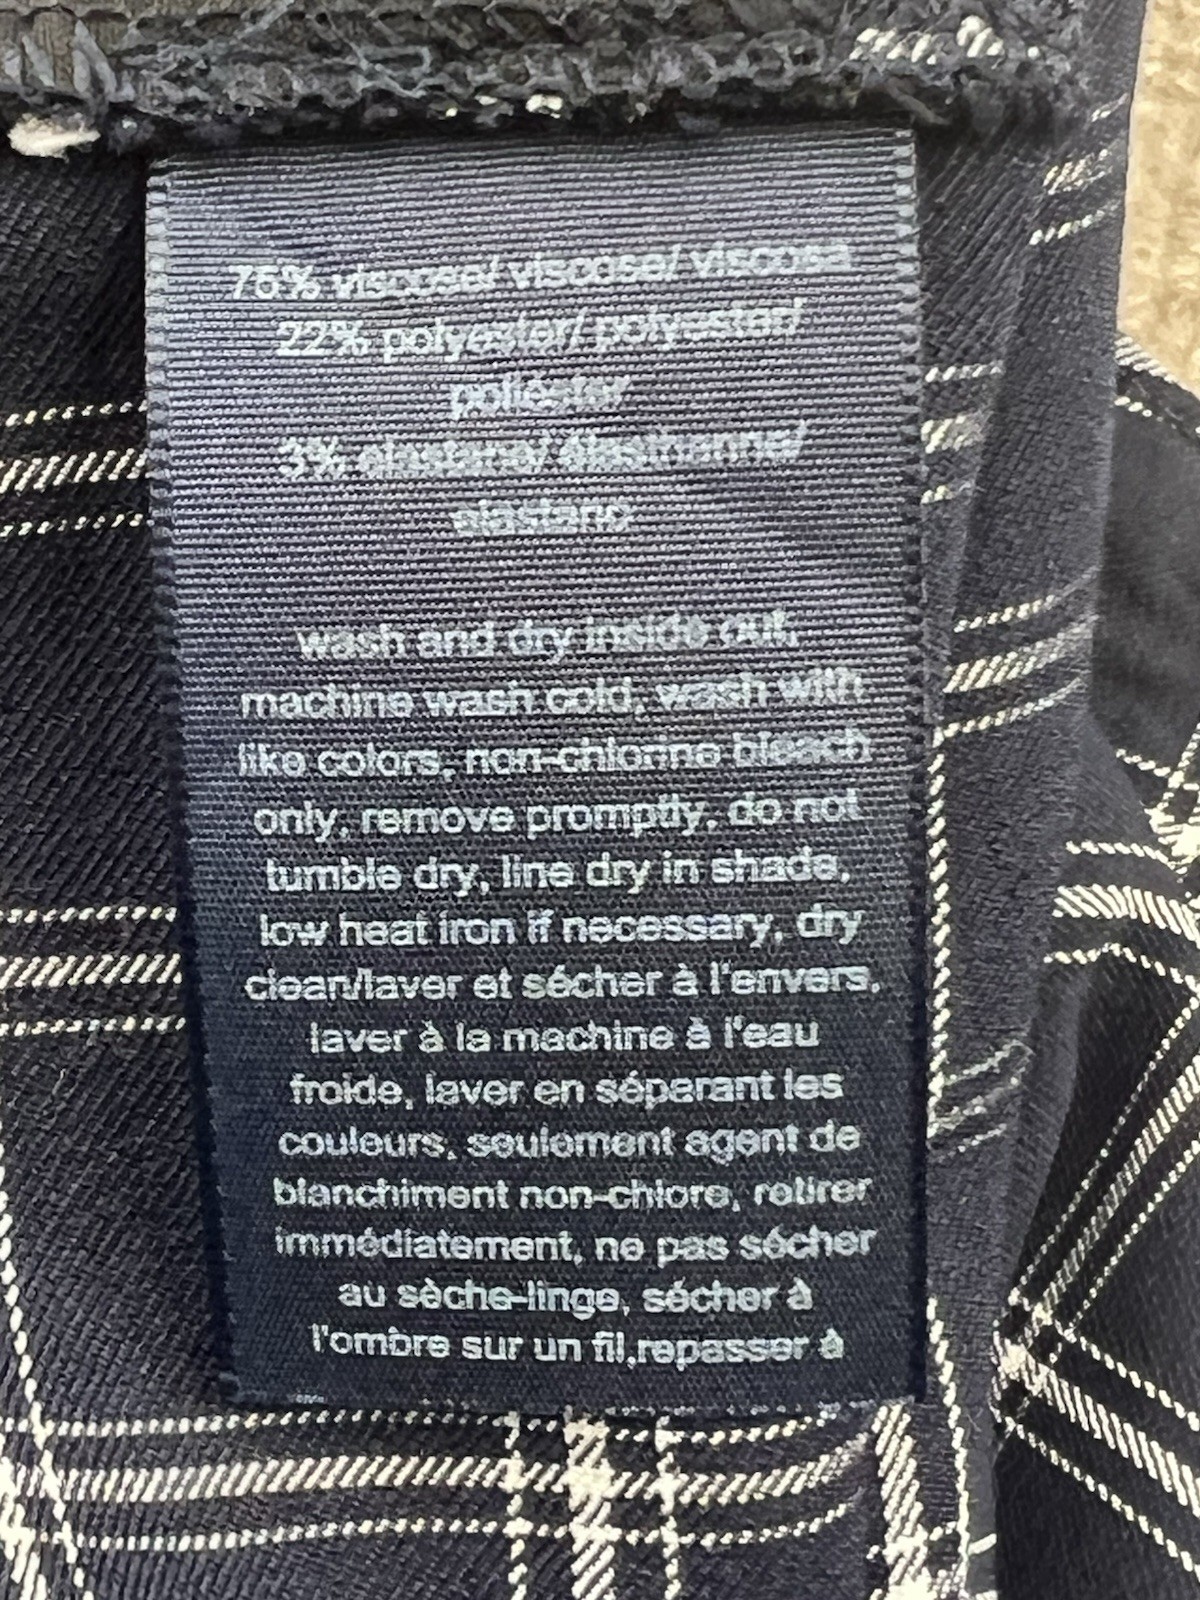 75% viscose/ viscose/ viscosa
22% polyester/ polyester/
poliéster
3% elastane/ élasthanne/
elastano
wash and dry inside out,
machine wash cold, wash with
like colors, non-chlorine bleach
only, remove promptly, do not
tumble dry, line dry in shade,
low heat iron if necessary, dry
clean/laver et sécher à l'envers,
laver à la machine à l'eau
froide, laver en séparant les
couleurs, seulement agent de
blanchiment non-chlore, retirer
immédiatement, ne pas sécher
au sèche-linge, sécher à
l'ombre sur un fil,repasser à